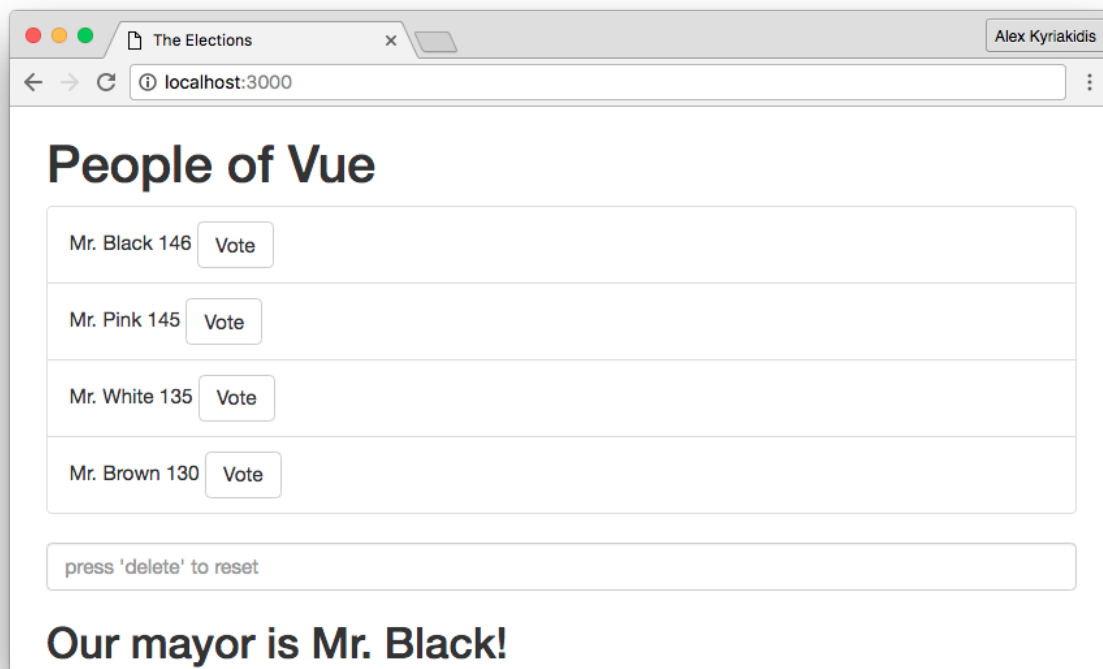 The Elections
Alex Kyriakidis
localhost:3000
People of Vue
Mr. Black 146 Vote
Mr. Pink 145 Vote
Mr. White 135 Vote
Mr. Brown 130 Vote
press 'delete' to reset
Our mayor is Mr. Black!